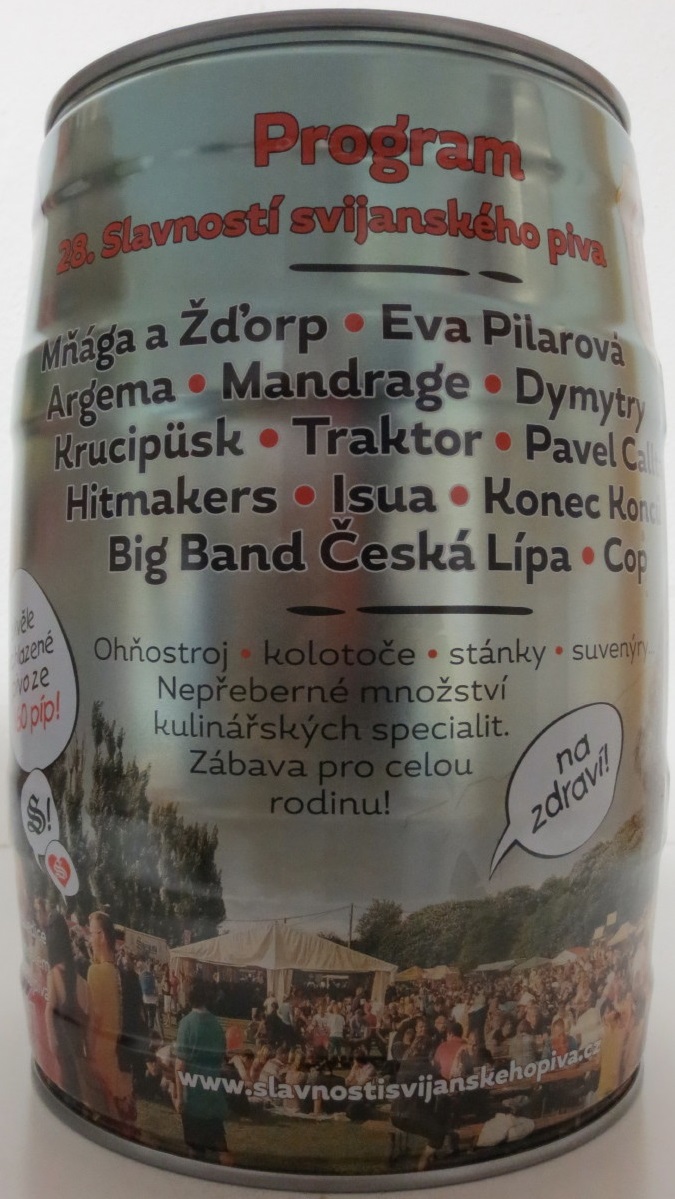 Program
28. Slavností svijanského piva
Mňága a Žďorp • Eva Pilarová
Argema • Mandrage • Dymytry
Krucipüsk • Traktor • Pavel
Hitmakers • Isua • Konec
Big Band Česká Lípa •
Ohňostroj • kolotoče • stánky • suvenýry
Nepřeberné množství
kulinářských specialit.
Zábava pro celou
rodinu!
píp!
S!
na
zdraví!
www.slavnostisvijanskehopiva.cz